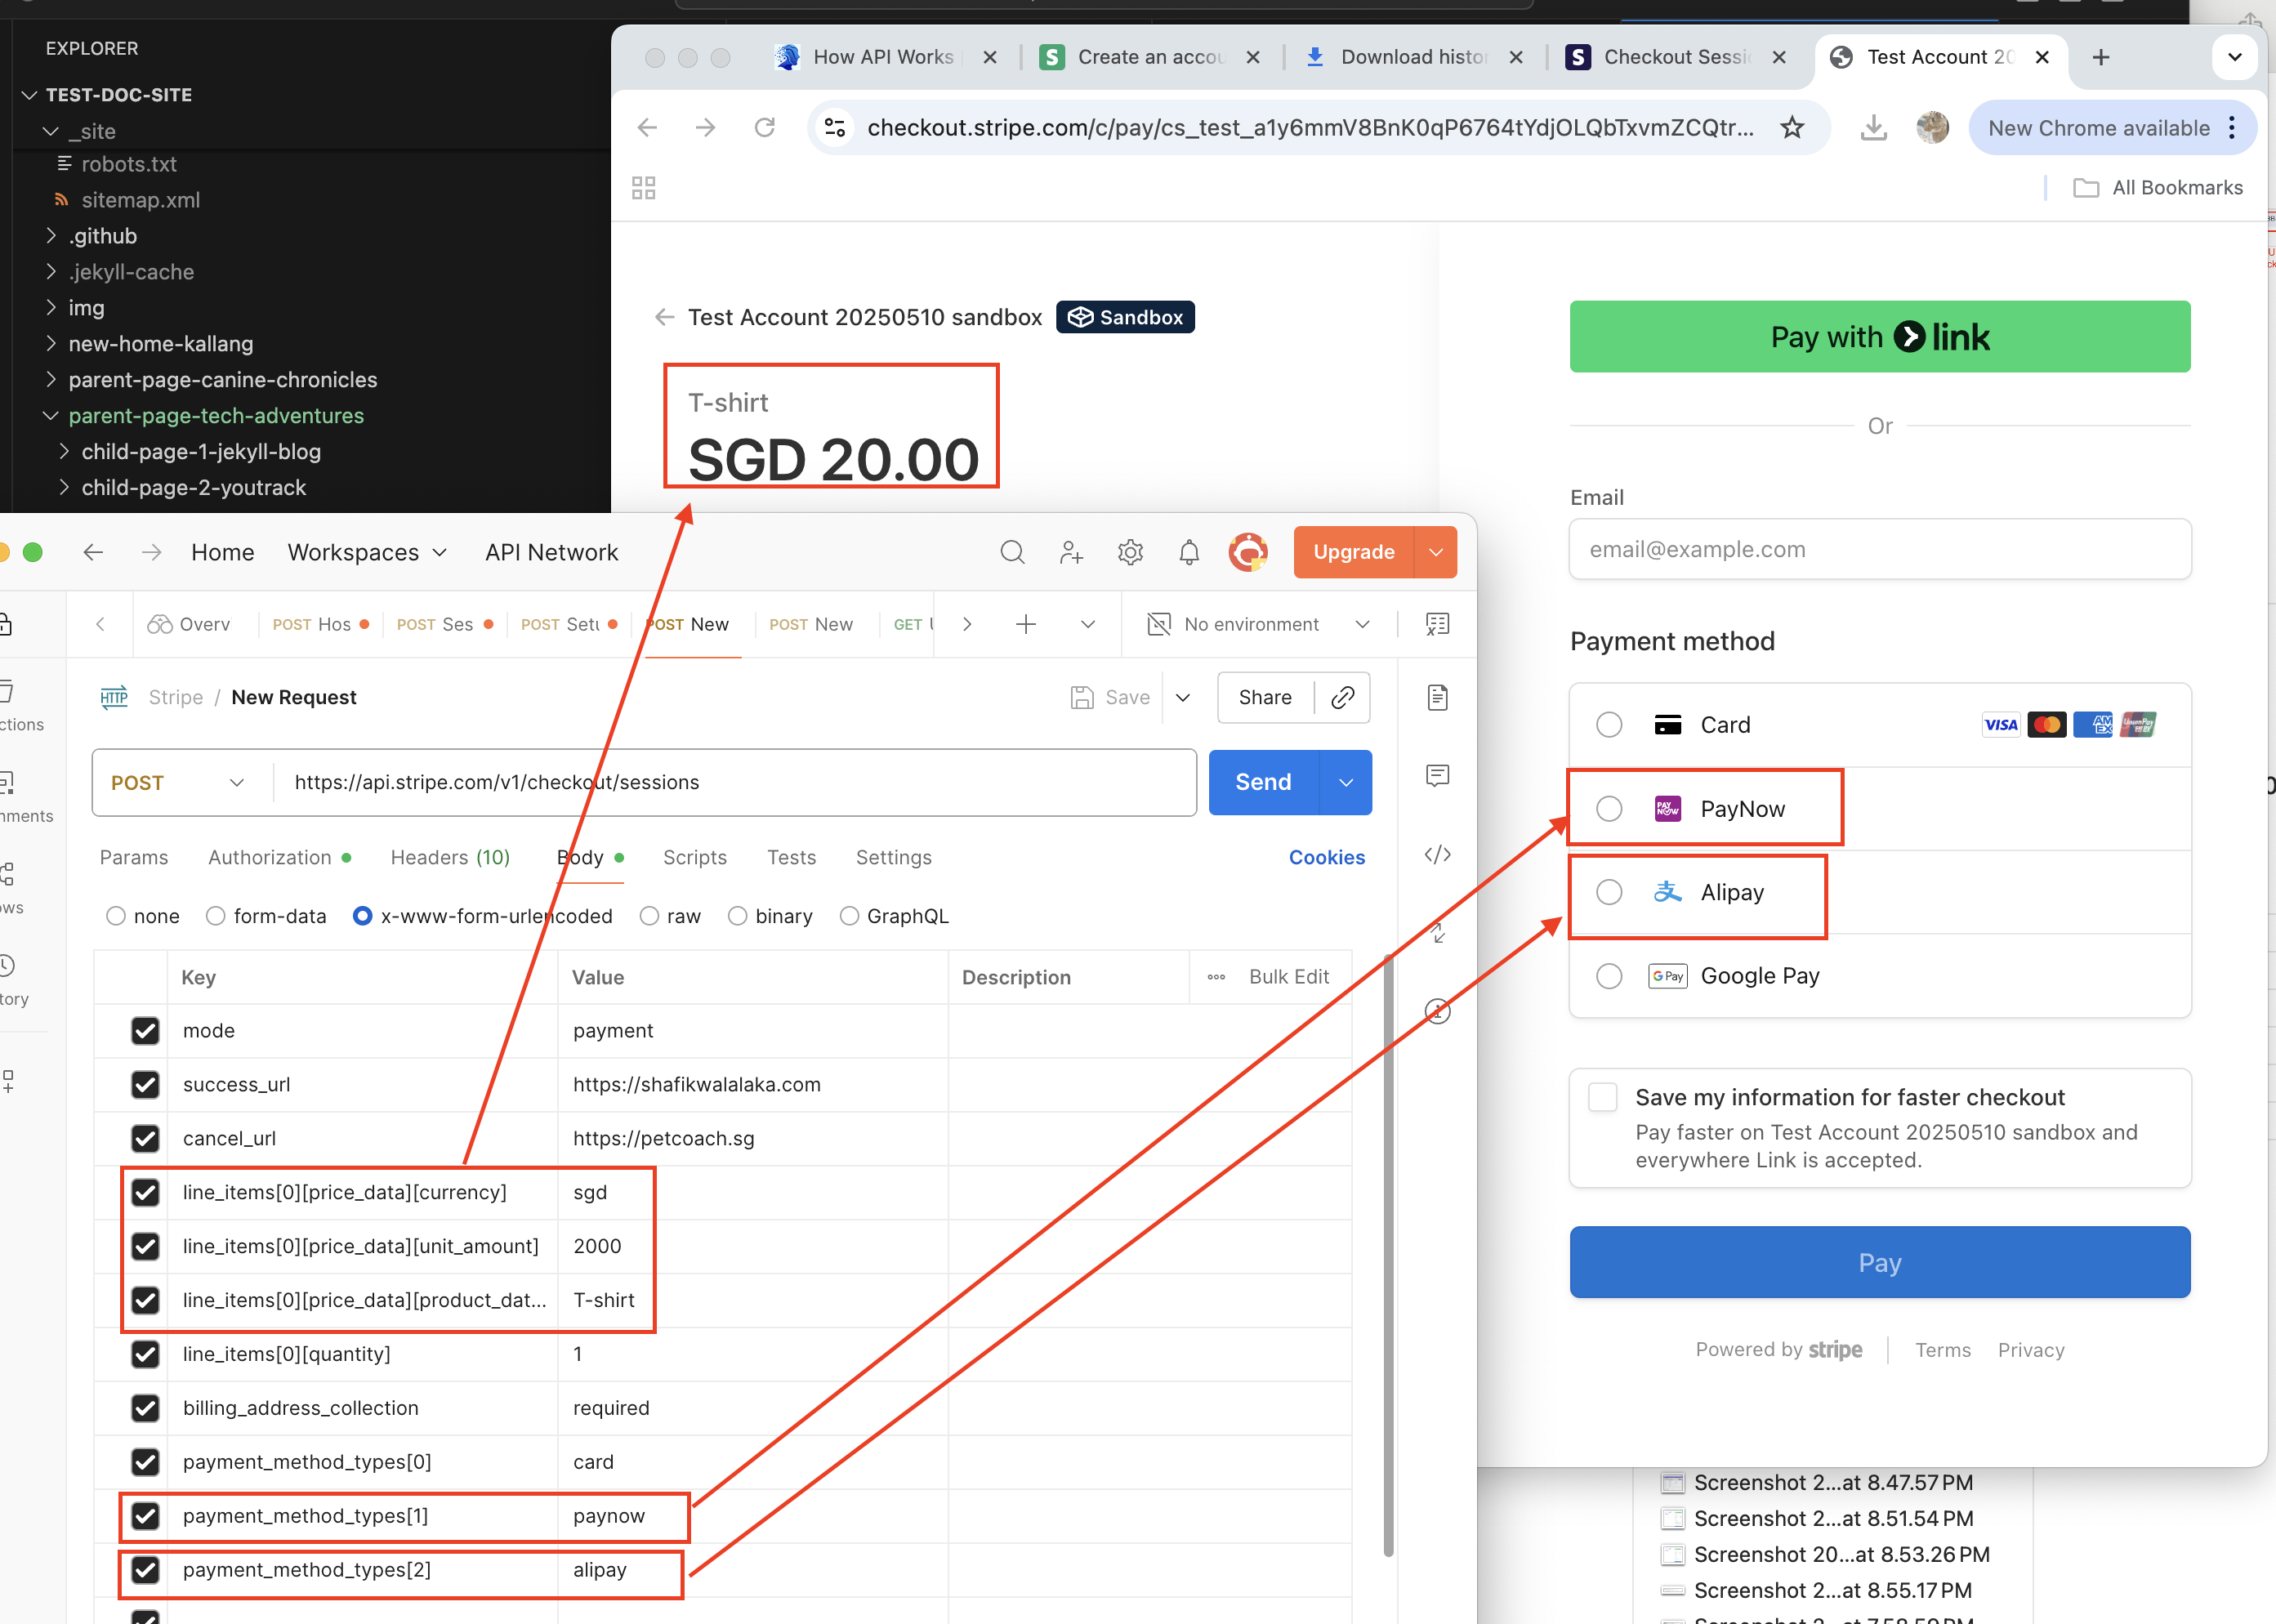 EXPLORER
TEST-DOC-SITE
_site
robots.txt
sitemap.xml
.github
.jekyll-cache
img
new-home-kallang
parent-page-canine-chronicles
parent-page-tech-adventures
child-page-1-jekyll-blog
child-page-2-youtrack
How API Works
Create an accou
Download histor
Checkout Sessi
Test Account 20
checkout.stripe.com/c/pay/cs_test_a1y6mmV8BnK0qP6764tYdjOLQbTxvmZCQtr...
New Chrome available
All Bookmarks
Test Account 20250510 sandbox
Sandbox
T-shirt
SGD 20.00
Pay with link
Or
Email
email@example.com
Payment method
Card
VISA
AM EX
UnionPay
PAY NOW
PayNow
Alipay
G Pay
Google Pay
Save my information for faster checkout
Pay faster on Test Account 20250510 sandbox and
everywhere Link is accepted.
Pay
Powered by stripe
Terms
Privacy
Home
Workspaces
API Network
Upgrade
Overv
POST Hos
POST Ses
POST Setu
POST New
POST New
GET
No environment
HTTP
Stripe / New Request
Save
Share
POST
https://api.stripe.com/v1/checkout/sessions
Send
Params
Authorization
Headers (10)
Body
Scripts
Tests
Settings
Cookies
none
form-data
x-www-form-urlencoded
raw
binary
GraphQL
Key
Value
Description
Bulk Edit
mode
payment
success_url
https://shafikwalalaka.com
cancel_url
https://petcoach.sg
line_items[0][price_data][currency]
sgd
line_items[0][price_data][unit_amount]
2000
line_items[0][price_data][product_dat...
T-shirt
line_items[0][quantity]
1
billing_address_collection
required
payment_method_types[0]
card
payment_method_types[1]
paynow
payment_method_types[2]
alipay
ctions
nments
ows
tory
Screenshot 2...at 8.47.57 PM
Screenshot 2...at 8.51.54 PM
Screenshot 20...at 8.53.26 PM
Screenshot 2...at 8.55.17 PM